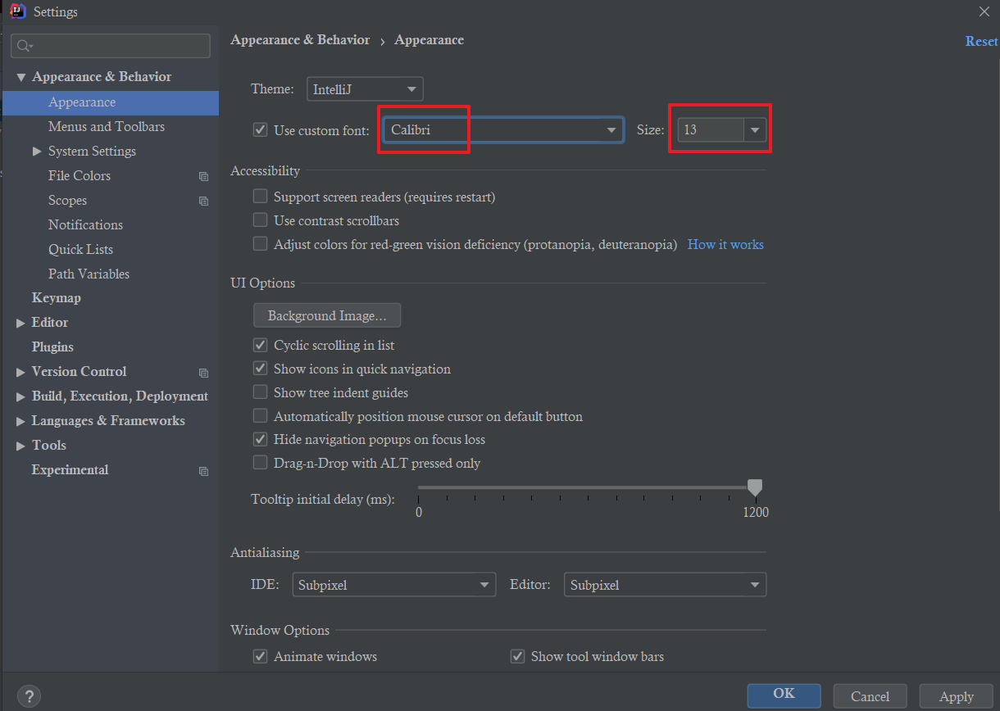 Settings
Appearance & Behavior › Appearance
Reset
Appearance & Behavior
Appearance
Menus and Toolbars
System Settings
File Colors
Scopes
Notifications
Quick Lists
Path Variables
Keymap
Editor
Plugins
Version Control
Build, Execution, Deployment
Languages & Frameworks
Tools
Experimental
Theme: IntelliJ
Use custom font: Calibri Size: 13
Accessibility
Support screen readers (requires restart)
Use contrast scrollbars
Adjust colors for red-green vision deficiency (protanopia, deuteranopia) How it works
UI Options
Background Image...
Cyclic scrolling in list
Show icons in quick navigation
Show tree indent guides
Automatically position mouse cursor on default button
Hide navigation popups on focus loss
Drag-n-Drop with ALT pressed only
Tooltip initial delay (ms):
0 1200
Antialiasing
IDE: Subpixel Editor: Subpixel
Window Options
Animate windows Show tool window bars
? OK Cancel Apply